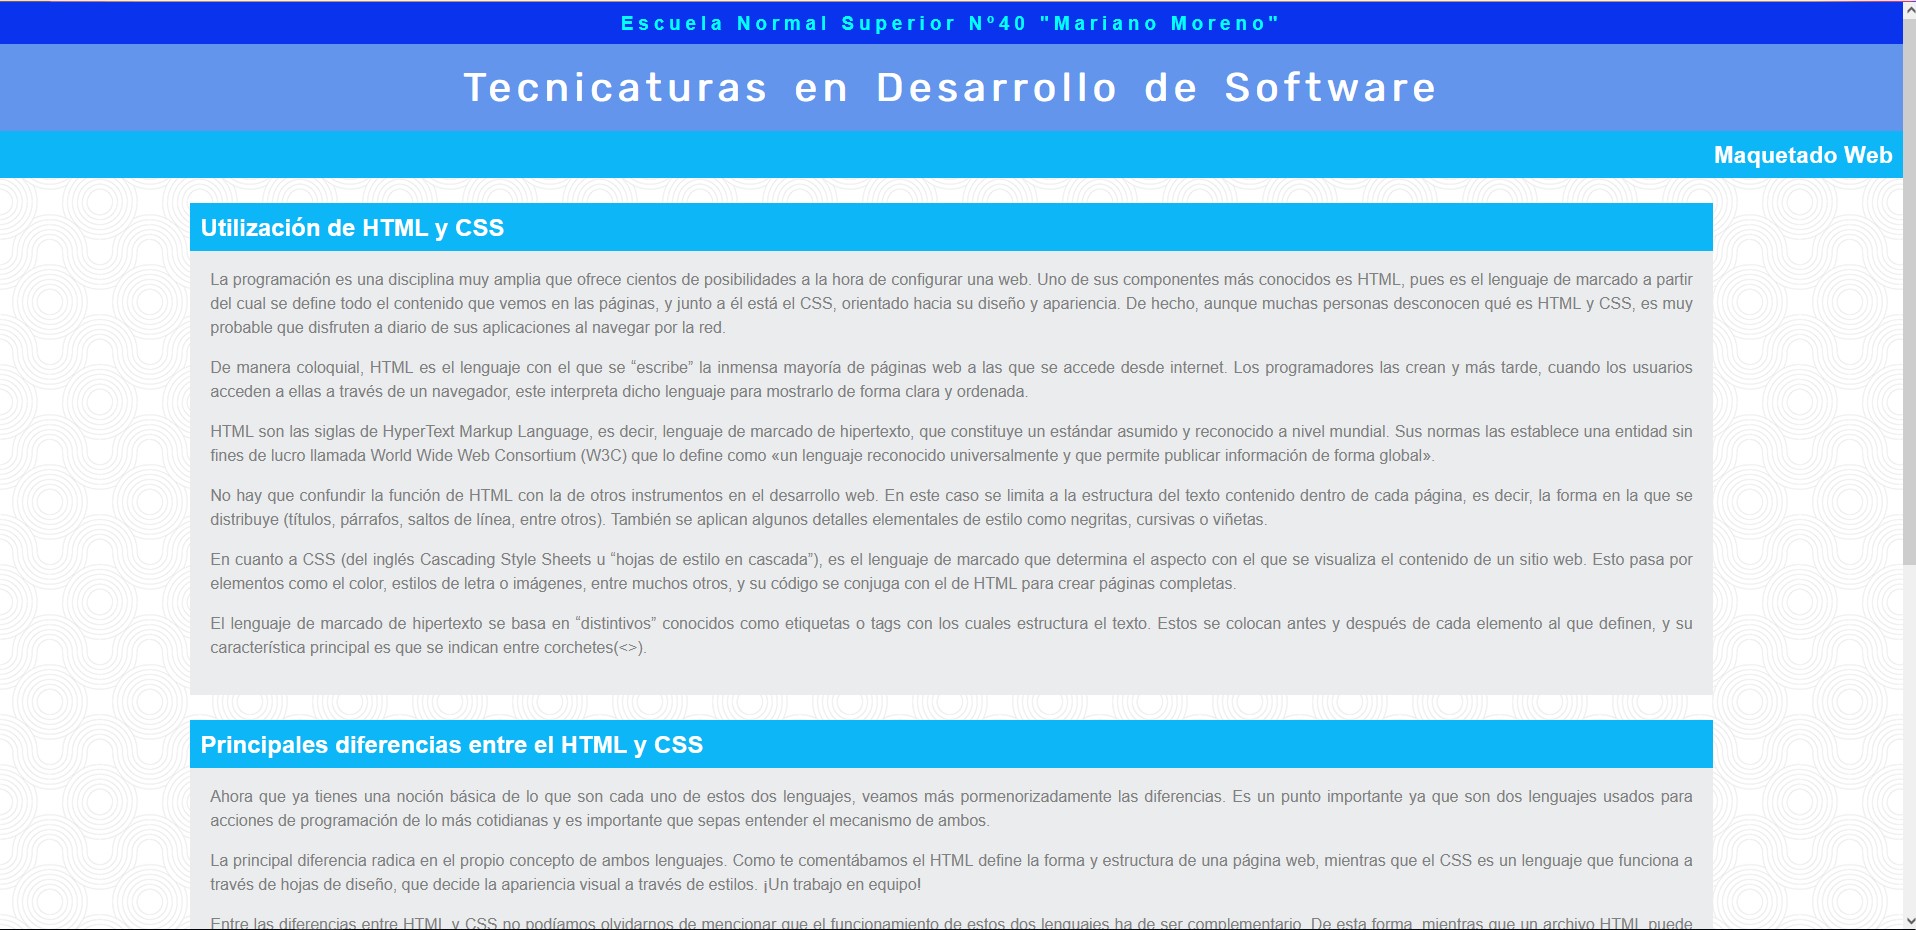 Escuela Normal Superior Nº40 "Mariano Moreno"
Tecnicaturas en Desarrollo de Software
Maquetado Web
Utilización de HTML y CSS
La programación es una disciplina muy amplia que ofrece cientos de posibilidades a la hora de configurar una web. Uno de sus componentes más conocidos es HTML, pues es el lenguaje de marcado a partir
del cual se define todo el contenido que vemos en las páginas, y junto a él está el CSS, orientado hacia su diseño y apariencia. De hecho, aunque muchas personas desconocen qué es HTML y CSS, es muy
probable que disfruten a diario de sus aplicaciones al navegar por la red.
De manera coloquial, HTML es el lenguaje con el que se “escribe” la inmensa mayoría de páginas web a las que se accede desde internet. Los programadores las crean y más tarde, cuando los usuarios
acceden a ellas a través de un navegador, este interpreta dicho lenguaje para mostrarlo de forma clara y ordenada.
HTML son las siglas de HyperText Markup Language, es decir, lenguaje de marcado de hipertexto, que constituye un estándar asumido y reconocido a nivel mundial. Sus normas las establece una entidad sin
fines de lucro llamada World Wide Web Consortium (W3C) que lo define como «un lenguaje reconocido universalmente y que permite publicar información de forma global».
No hay que confundir la función de HTML con la de otros instrumentos en el desarrollo web. En este caso se limita a la estructura del texto contenido dentro de cada página, es decir, la forma en la que se
distribuye (títulos, párrafos, saltos de línea, entre otros). También se aplican algunos detalles elementales de estilo como negritas, cursivas o viñetas.
En cuanto a CSS (del inglés Cascading Style Sheets u “hojas de estilo en cascada”), es el lenguaje de marcado que determina el aspecto con el que se visualiza el contenido de un sitio web. Esto pasa por
elementos como el color, estilos de letra o imágenes, entre muchos otros, y su código se conjuga con el de HTML para crear páginas completas.
El lenguaje de marcado de hipertexto se basa en “distintivos” conocidos como etiquetas o tags con los cuales estructura el texto. Estos se colocan antes y después de cada elemento al que definen, y su
característica principal es que se indican entre corchetes(<>).
Principales diferencias entre el HTML y CSS
Ahora que ya tienes una noción básica de lo que son cada uno de estos dos lenguajes, veamos más pormenorizadamente las diferencias. Es un punto importante ya que son dos lenguajes usados para
acciones de programación de lo más cotidianas y es importante que sepas entender el mecanismo de ambos.
La principal diferencia radica en el propio concepto de ambos lenguajes. Como te comentábamos el HTML define la forma y estructura de una página web, mientras que el CSS es un lenguaje que funciona a
través de hojas de diseño, que decide la apariencia visual a través de estilos. ¡Un trabajo en equipo!
Entre las diferencias entre HTML y CSS no podíamos olvidarnos de mencionar que el funcionamiento de estos dos lenguajes ha de ser complementario. De esta forma, mientras que un archivo HTML puede